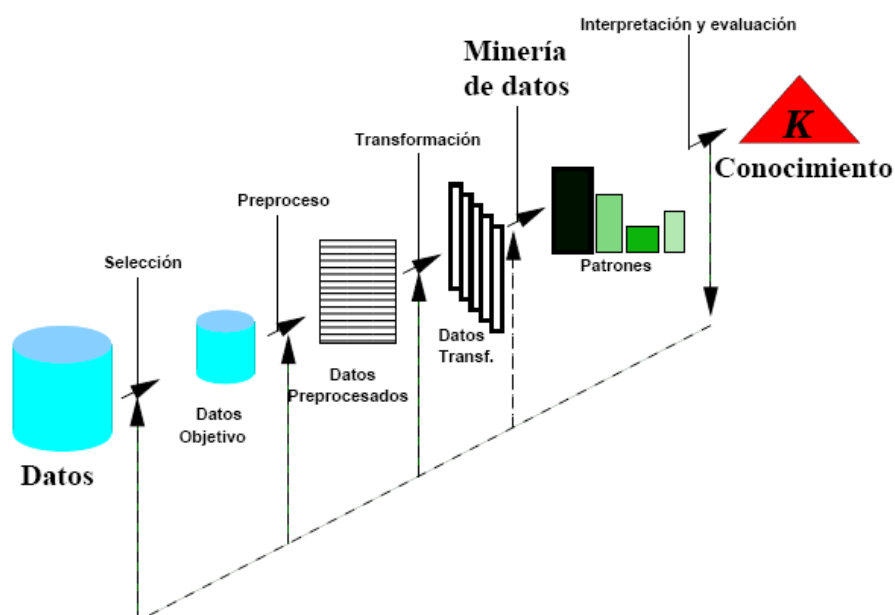 Interpretación y evaluación
Minería
de datos
K
Conocimiento
Transformación
Patrones
Preproceso
Datos
Transf.
Selección
Datos
Preprocesados
Datos
Objetivo
Datos